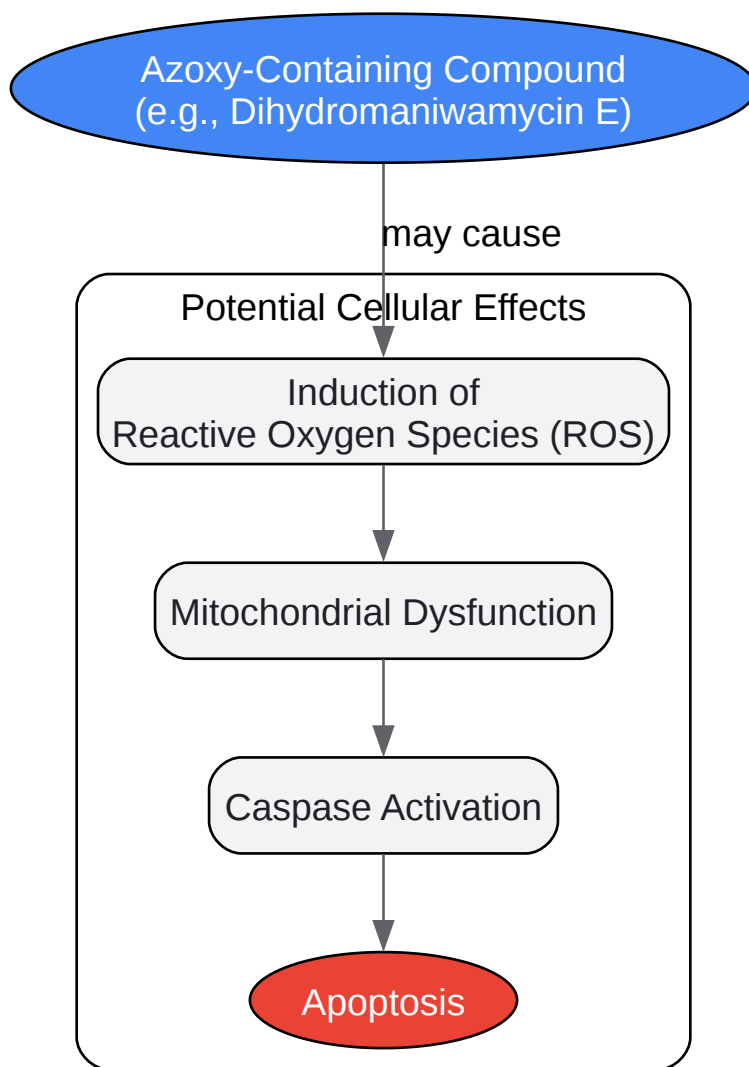 Azoxy-Containing Compound
(e.g., Dihydromaniwamycin E)
may cause
Potential Cellular Effects
Induction of
Reactive Oxygen Species (ROS)
Mitochondrial Dysfunction
Caspase Activation
Apoptosis